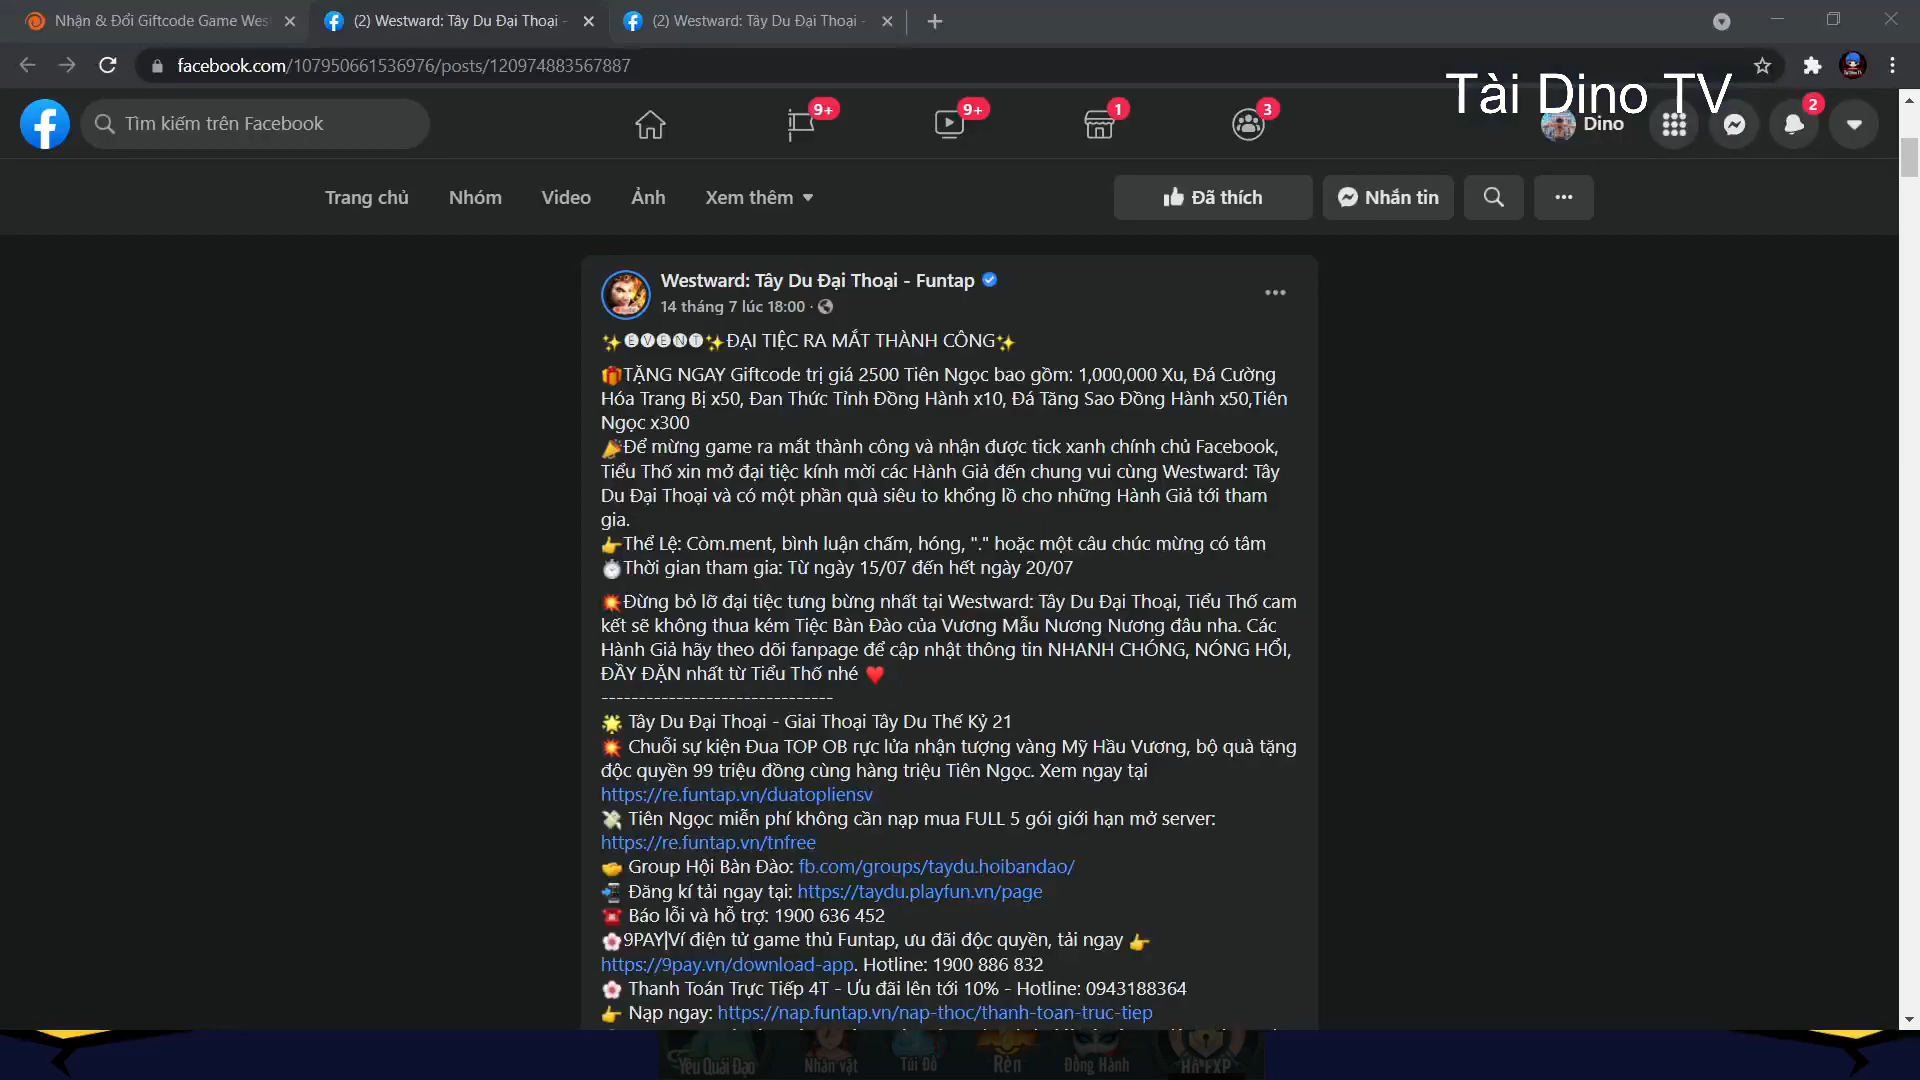 Nhận & Đổi Giftcode Game Wes
(2) Westward: Tây Du Đại Thoại -
(2) Westward: Tây Du Đại Thoại -
facebook.com/107950661536976/posts/120974883567887
Tài Dino TV
Tìm kiếm trên Facebook
9+
9+
1
3
Dino
2
Trang chủ
Nhóm
Video
Ảnh
Xem thêm
Đã thích
Nhắn tin
Westward: Tây Du Đại Thoại - Funtap
14 tháng 7 lúc 18:00 ·
✨🅔🅥🅔🅝🅣✨ĐẠI TIỆC RA MẮT THÀNH CÔNG✨
🎁TẶNG NGAY Giftcode trị giá 2500 Tiên Ngọc bao gồm: 1,000,000 Xu, Đá Cường
Hóa Trang Bị x50, Đan Thức Tỉnh Đồng Hành x10, Đá Tăng Sao Đồng Hành x50,Tiên
Ngọc x300
🎉Để mừng game ra mắt thành công và nhận được tick xanh chính chủ Facebook,
Tiểu Thố xin mở đại tiệc kính mời các Hành Giả đến chung vui cùng Westward: Tây
Du Đại Thoại và có một phần quà siêu to khổng lồ cho những Hành Giả tới tham
gia.
👉Thể Lệ: Còm.ment, bình luận chấm, hóng, "." hoặc một câu chúc mừng có tâm
⏱Thời gian tham gia: Từ ngày 15/07 đến hết ngày 20/07
💥Đừng bỏ lỡ đại tiệc tưng bừng nhất tại Westward: Tây Du Đại Thoại, Tiểu Thố cam
kết sẽ không thua kém Tiệc Bàn Đào của Vương Mẫu Nương Nương đâu nha. Các
Hành Giả hãy theo dõi fanpage để cập nhật thông tin NHANH CHÓNG, NÓNG HỔI,
ĐẦY ĐẶN nhất từ Tiểu Thố nhé ❤️
-------------------------------
🌟 Tây Du Đại Thoại - Giai Thoại Tây Du Thế Kỷ 21
💥 Chuỗi sự kiện Đua TOP OB rực lửa nhận tượng vàng Mỹ Hầu Vương, bộ quà tặng
độc quyền 99 triệu đồng cùng hàng triệu Tiên Ngọc. Xem ngay tại
https://re.funtap.vn/duatopliensv
💸 Tiên Ngọc miễn phí không cần nạp mua FULL 5 gói giới hạn mở server:
https://re.funtap.vn/tnfree
🤝 Group Hội Bàn Đào: fb.com/groups/taydu.hoibandao/
📲 Đăng kí tải ngay tại: https://taydu.playfun.vn/page
☎️ Báo lỗi và hỗ trợ: 1900 636 452
🌸9PAY|Ví điện tử game thủ Funtap, ưu đãi độc quyền, tải ngay 👉
https://9pay.vn/download-app. Hotline: 1900 886 832
🌸 Thanh Toán Trực Tiếp 4T - Ưu đãi lên tới 10% - Hotline: 0943188364
👉 Nạp ngay: https://nap.funtap.vn/nap-thoc/thanh-toan-truc-tiep
Yêu Quái Đạo
Nhân vật
Túi Đồ
Rèn
Đồng Hành